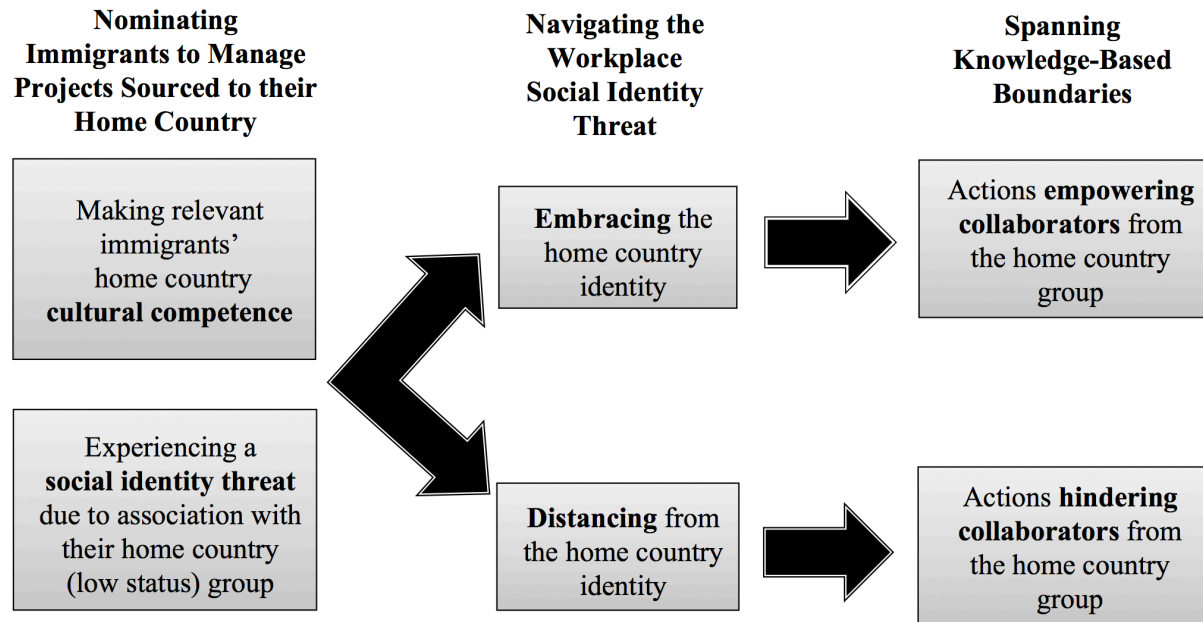 Nominating
Immigrants to Manage
Projects Sourced to their
Home Country
Navigating the
Workplace
Social Identity
Threat
Spanning
Knowledge-Based
Boundaries
Making relevant
immigrants’
home country
cultural competence
Embracing the
home country
identity
Actions empowering
collaborators from
the home country
group
Experiencing a
social identity threat
due to association with
their home country
(low status) group
Distancing from
the home country
identity
Actions hindering
collaborators from
the home country
group